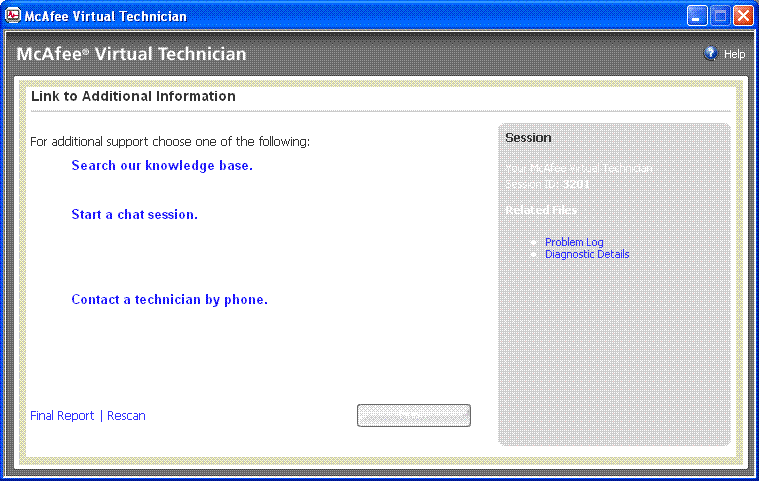 McAfee Virtual Technician
McAfee® Virtual Technician
Help
Link to Additional Information
For additional support choose one of the following:
Search our knowledge base.
Start a chat session.
Contact a technician by phone.
Final Report | Rescan
Session
Your McAfee Virtual Technician
Session ID: 3201
Related Files
Problem Log
Diagnostic Details